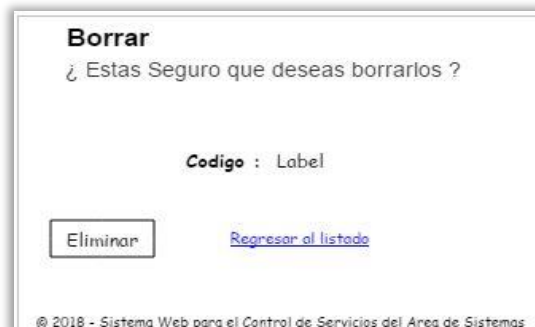 Borrar
¿ Estas Seguro que deseas borrarlos ?
Codigo : Label
Eliminar Regresar al listado
© 2018 - Sistema Web para el Control de Servicios del Area de Sistemas